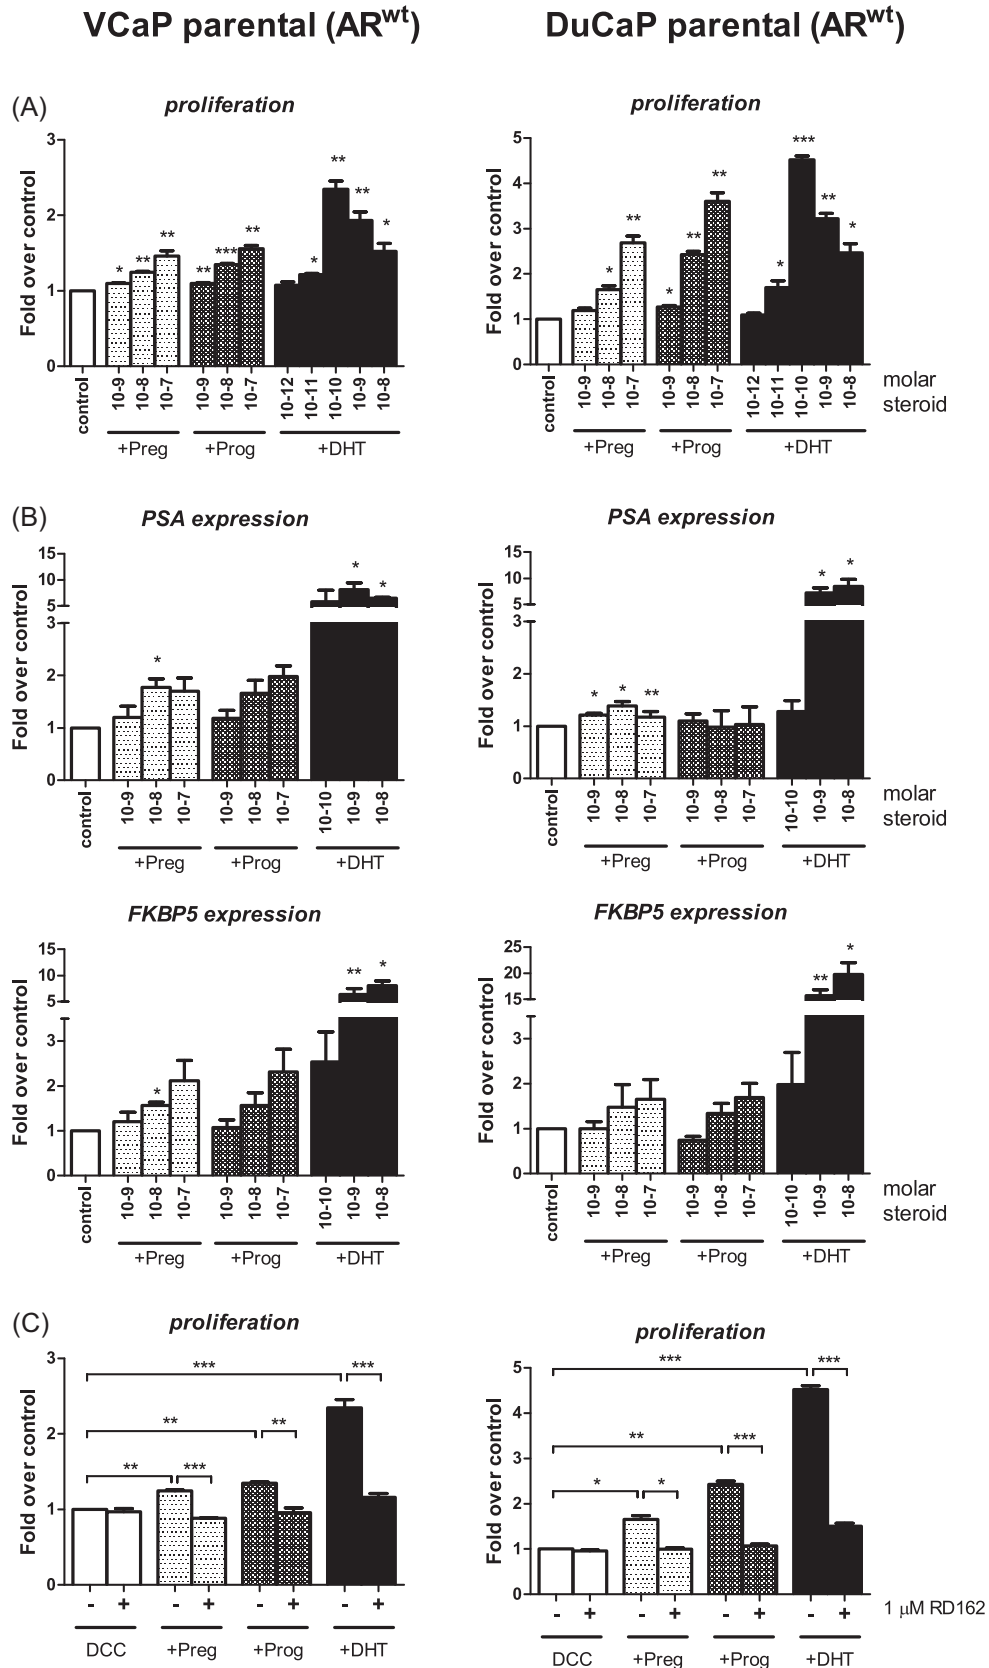 VCaP parental (ARwt)
DuCaP parental (ARwt)
(A)
proliferation
Fold over control
3
2
1
0
* ** ** ** *** ** * ** ** *
control 10-9 10-8 10-7 10-9 10-8 10-7 10-12 10-11 10-10 10-9 10-8
+Preg +Prog +DHT
proliferation
Fold over control
5
4
3
2
1
0
* ** * ** ** * *** ** *
control 10-9 10-8 10-7 10-9 10-8 10-7 10-12 10-11 10-10 10-9 10-8
molar
steroid
+Preg +Prog +DHT
(B)
PSA expression
Fold over control
15
10
5
3
2
1
0
* * *
control 10-9 10-8 10-7 10-9 10-8 10-7 10-10 10-9 10-8
+Preg +Prog +DHT
PSA expression
Fold over control
15
10
5
3
2
1
0
* * ** * *
control 10-9 10-8 10-7 10-9 10-8 10-7 10-10 10-9 10-8
molar
steroid
+Preg +Prog +DHT
FKBP5 expression
Fold over control
15
10
5
3
2
1
0
* ** *
control 10-9 10-8 10-7 10-9 10-8 10-7 10-10 10-9 10-8
+Preg +Prog +DHT
FKBP5 expression
Fold over control
25
20
15
3
2
1
0
** *
control 10-9 10-8 10-7 10-9 10-8 10-7 10-10 10-9 10-8
molar
steroid
+Preg +Prog +DHT
(C)
proliferation
Fold over control
3
2
1
0
*** ***
** **
** ***
- + - + - + - +
DCC +Preg +Prog +DHT
proliferation
Fold over control
5
4
3
2
1
0
*** ***
** ***
* *
- + - + - + - +
1 μM RD162
DCC +Preg +Prog +DHT